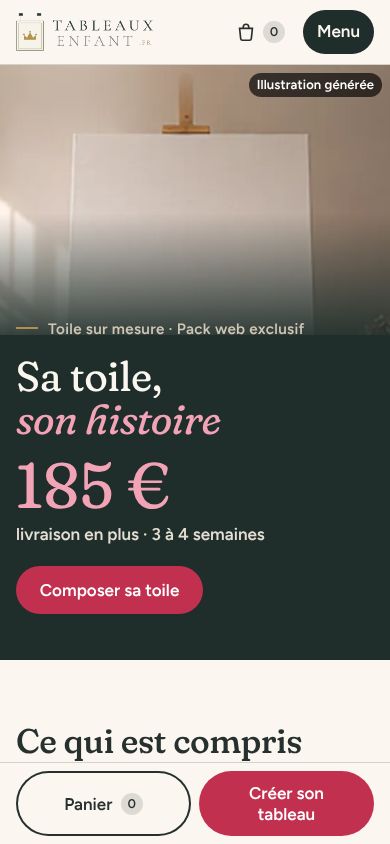 TABLEAUX
ENFANT .FR
0
Menu
Illustration générée
Toile sur mesure · Pack web exclusif
Sa toile,
son histoire
185 €
livraison en plus · 3 à 4 semaines
Composer sa toile
Ce qui est compris
Panier 0
Créer son
tableau